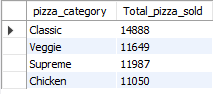 pizza_category Total_pizza_sold
Classic 14888
Veggie 11649
Supreme 11987
Chicken 11050